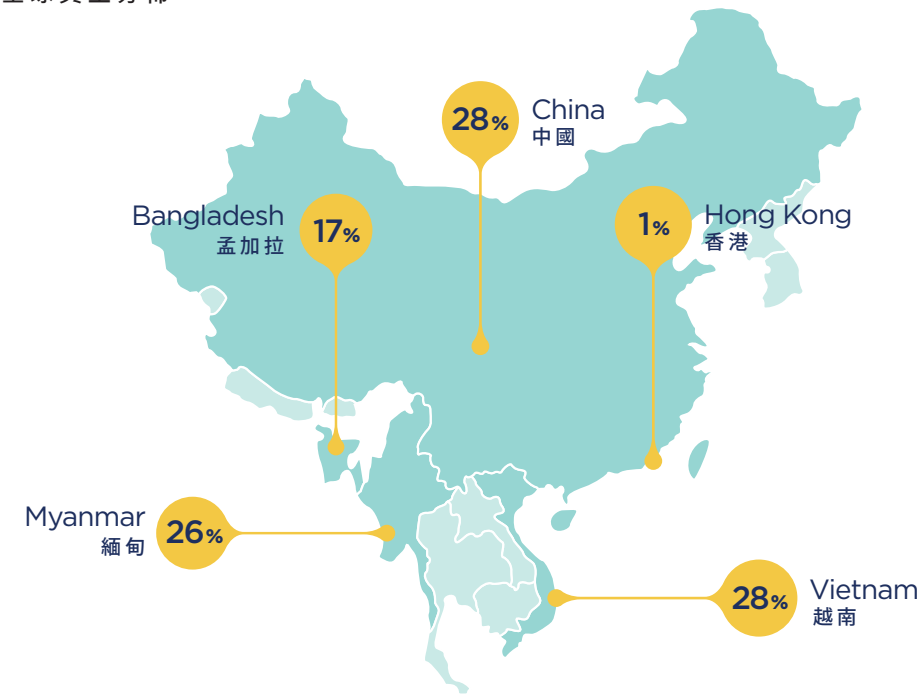 28%
China
中國
Bangladesh
孟加拉
17%
1%
Hong Kong
香港
Myanmar
緬甸
26%
28%
Vietnam
越南